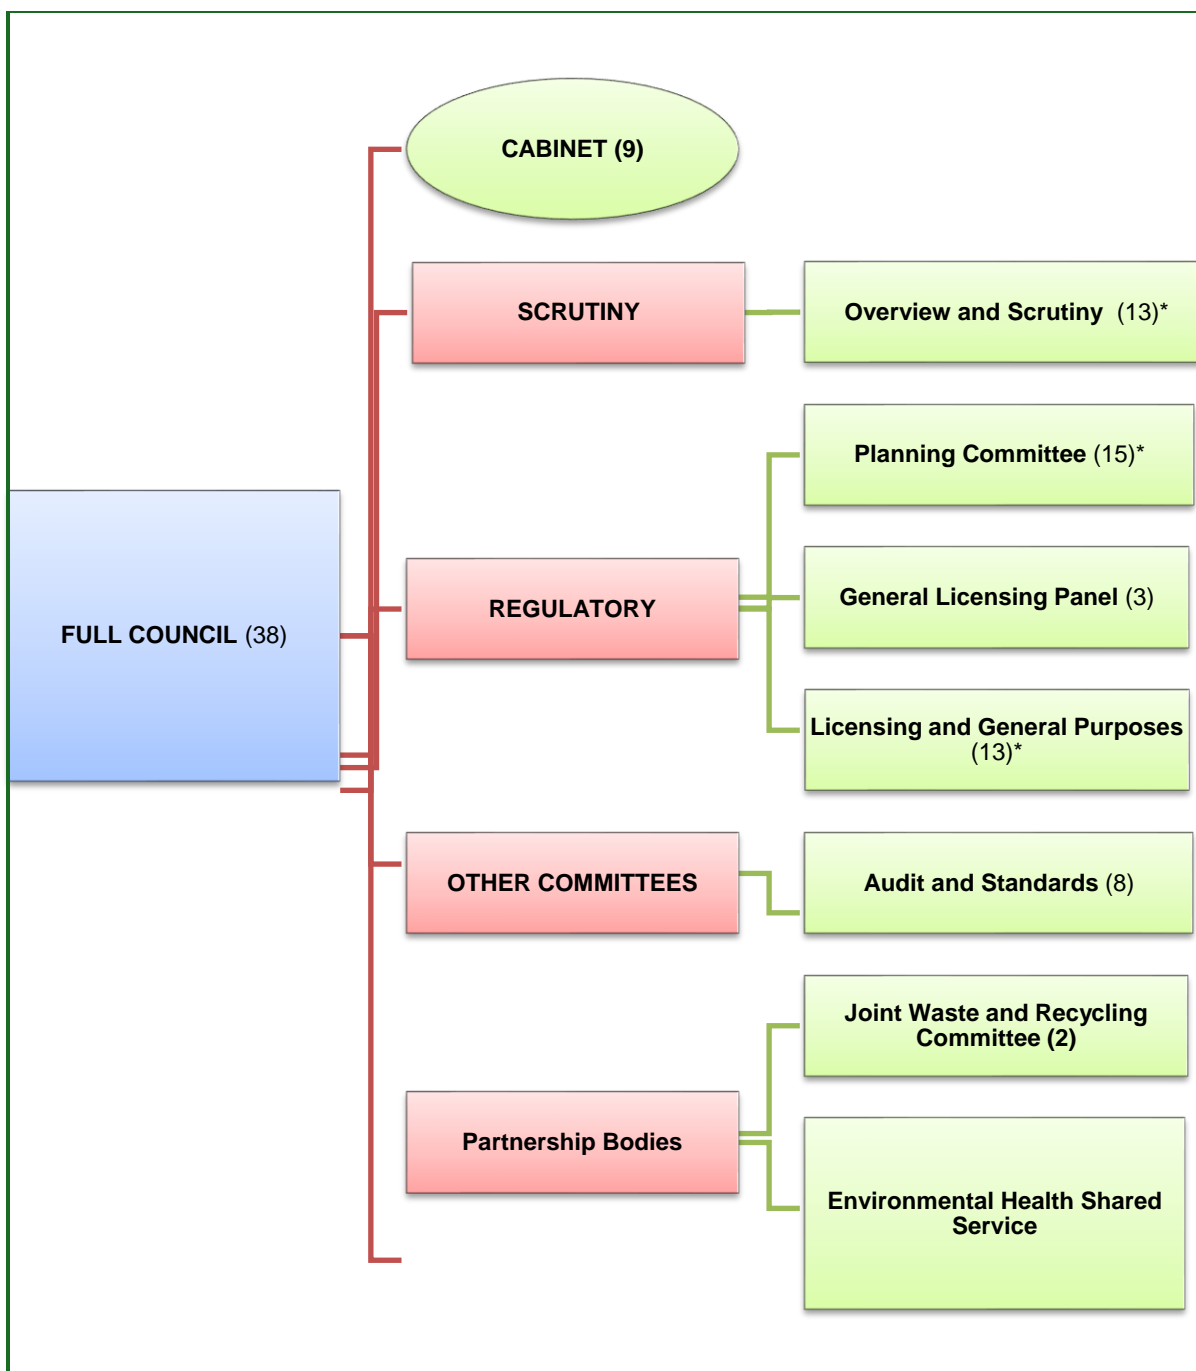 CABINET (9)
SCRUTINY
Overview and Scrutiny (13)*
Planning Committee (15)*
FULL COUNCIL (38)
REGULATORY
General Licensing Panel (3)
Licensing and General Purposes
(13)*
OTHER COMMITTEES
Audit and Standards (8)
Joint Waste and Recycling
Committee (2)
Partnership Bodies
Environmental Health Shared
Service